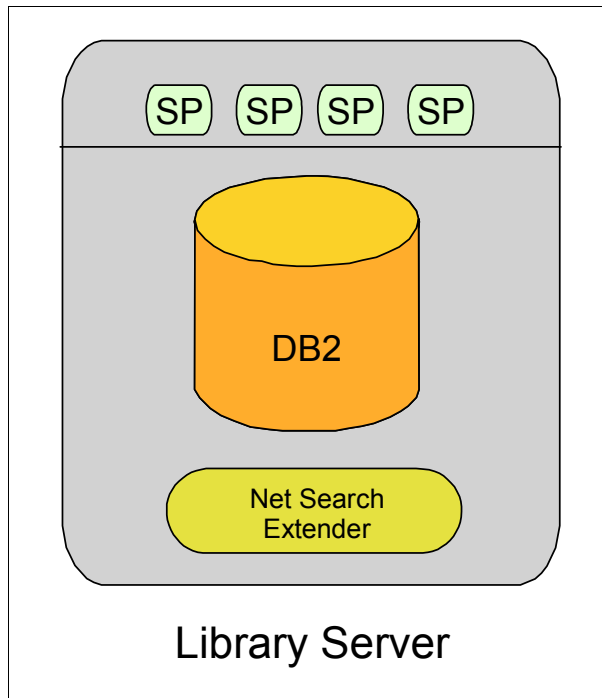 SP SP SP SP
DB2
Net Search
Extender
Library Server